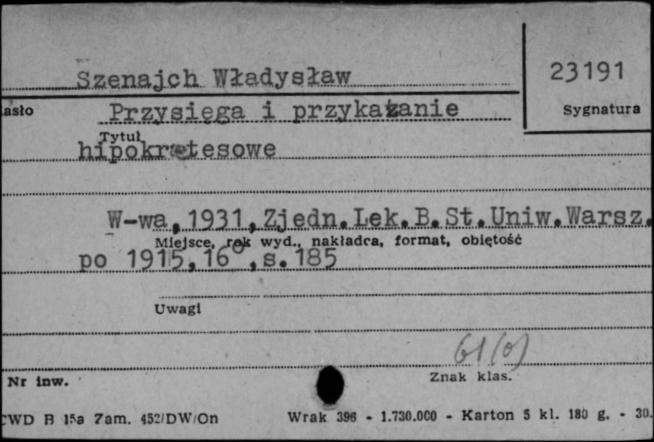 Szenajch Władysław
23191
asło
Przysięga i przykazanie
Sygnatura
Tytuł
hipokratesowe
W-wa,1931,Zjedn.Lek.B.St.Uniw.Warsz.
Miejsce, rok wyd., nakładca, format, objętość
po 1915,16⁰,s.185
Uwagi
61(0)
Nr inw.
Znak klas.
CWD B 15a Zam. 452/DW/On
Wrak 396 - 1.730.000 - Karton 5 kl. 180 g. - 30.